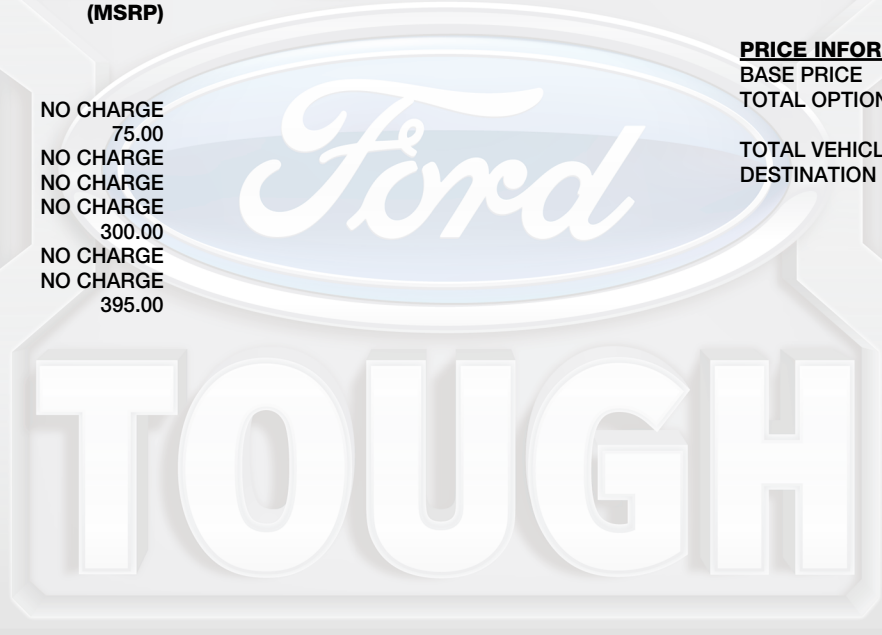 (MSRP)
NO CHARGE
75.00
NO CHARGE
NO CHARGE
NO CHARGE
300.00
NO CHARGE
NO CHARGE
395.00
PRICE INFOR
BASE PRICE
TOTAL OPTION
TOTAL VEHICL
DESTINATION
Ford
TOUGH